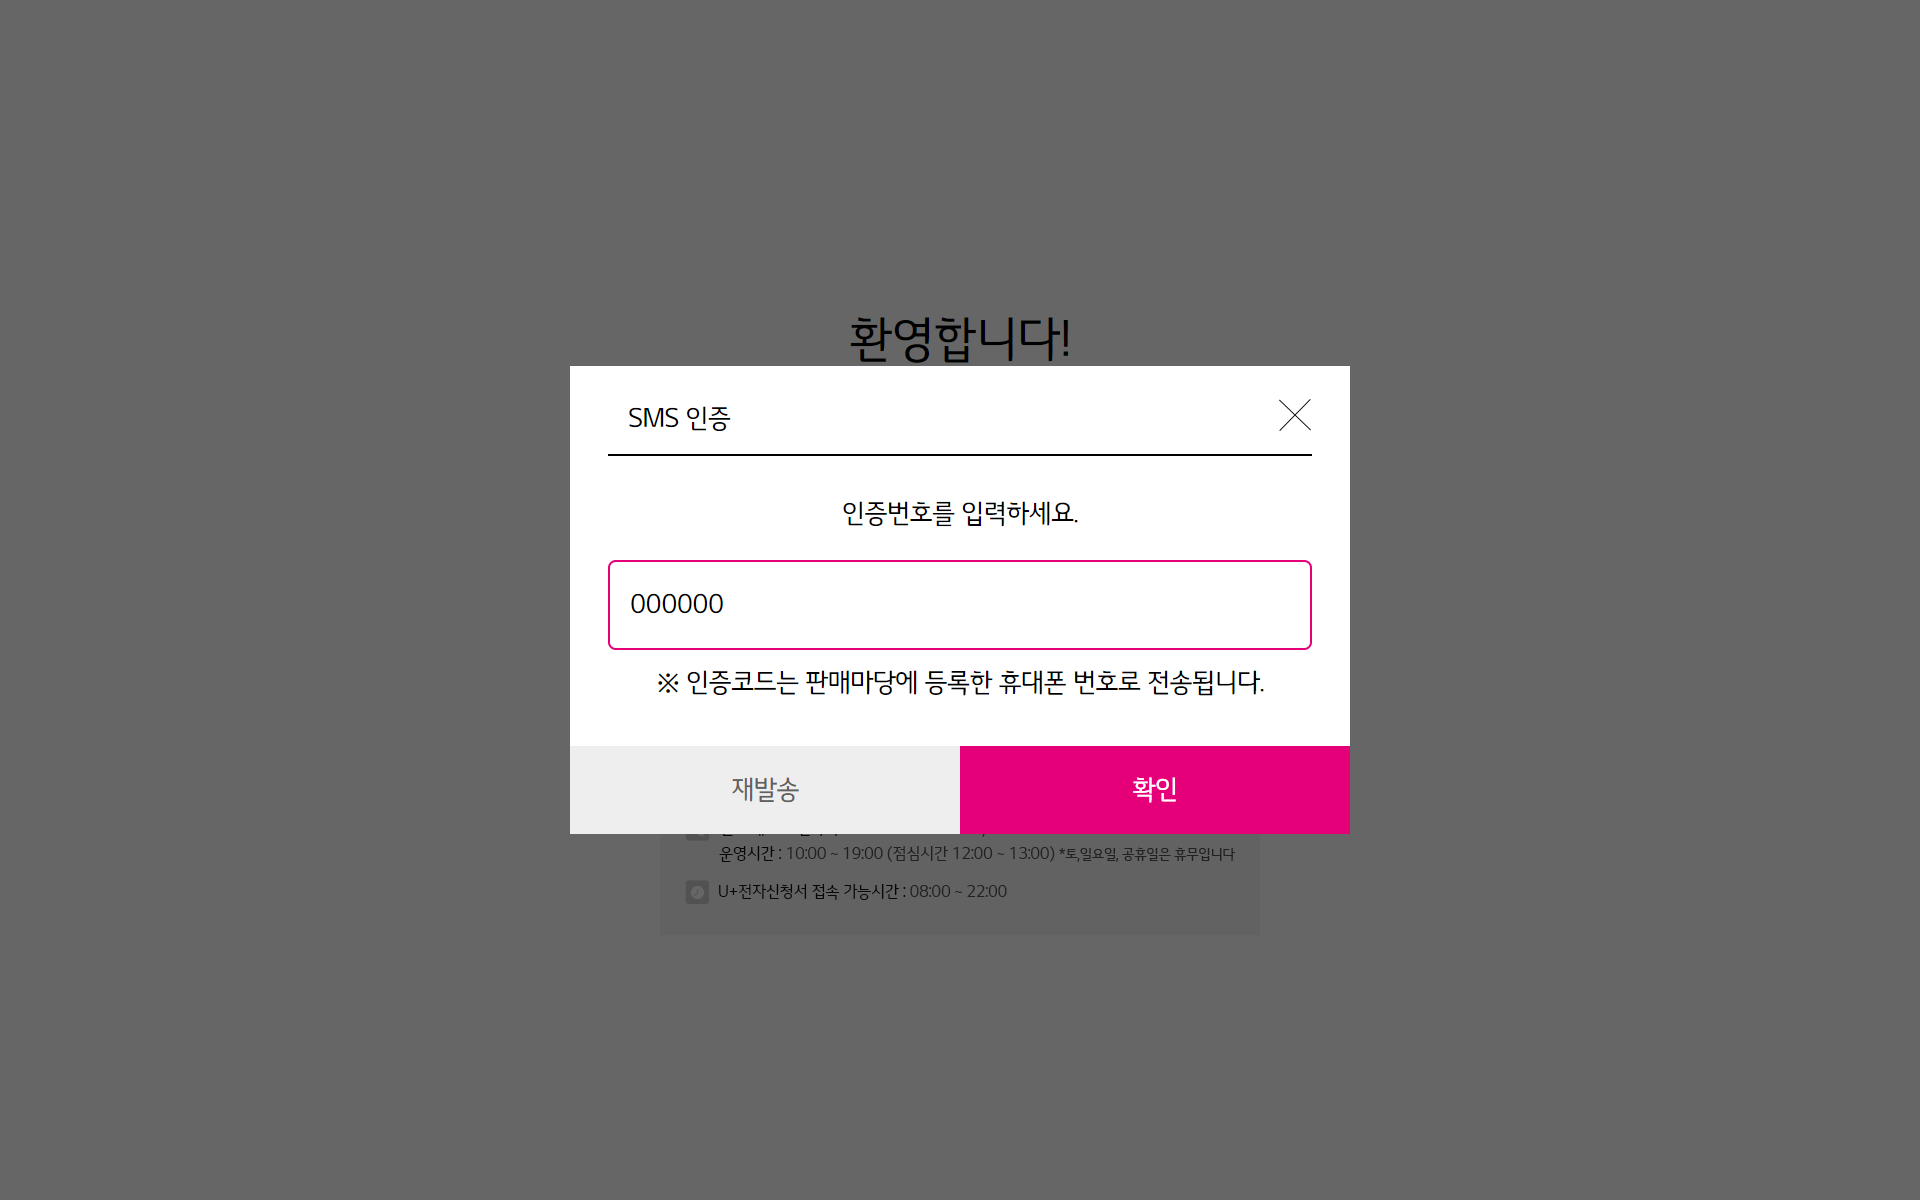 환영합니다!
SMS 인증
인증번호를 입력하세요.
000000
※ 인증코드는 판매마당에 등록한 휴대폰 번호로 전송됩니다.
재발송
확인
운영시간 : 10:00 ~ 19:00 (점심시간 12:00 ~ 13:00) *토,일요일, 공휴일은 휴무입니다
U+전자신청서 접속 가능시간 : 08:00 ~ 22:00